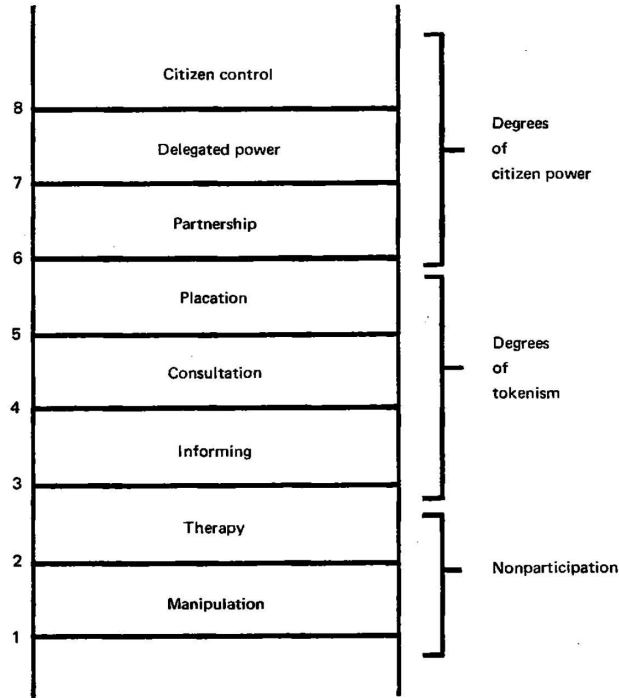 Citizen control
8
Delegated power
7
Partnership
6
Placation
5
Consultation
4
Informing
3
Therapy
2
Manipulation
1
Degrees
of
citizen power
Degrees
of
tokenism
Nonparticipation